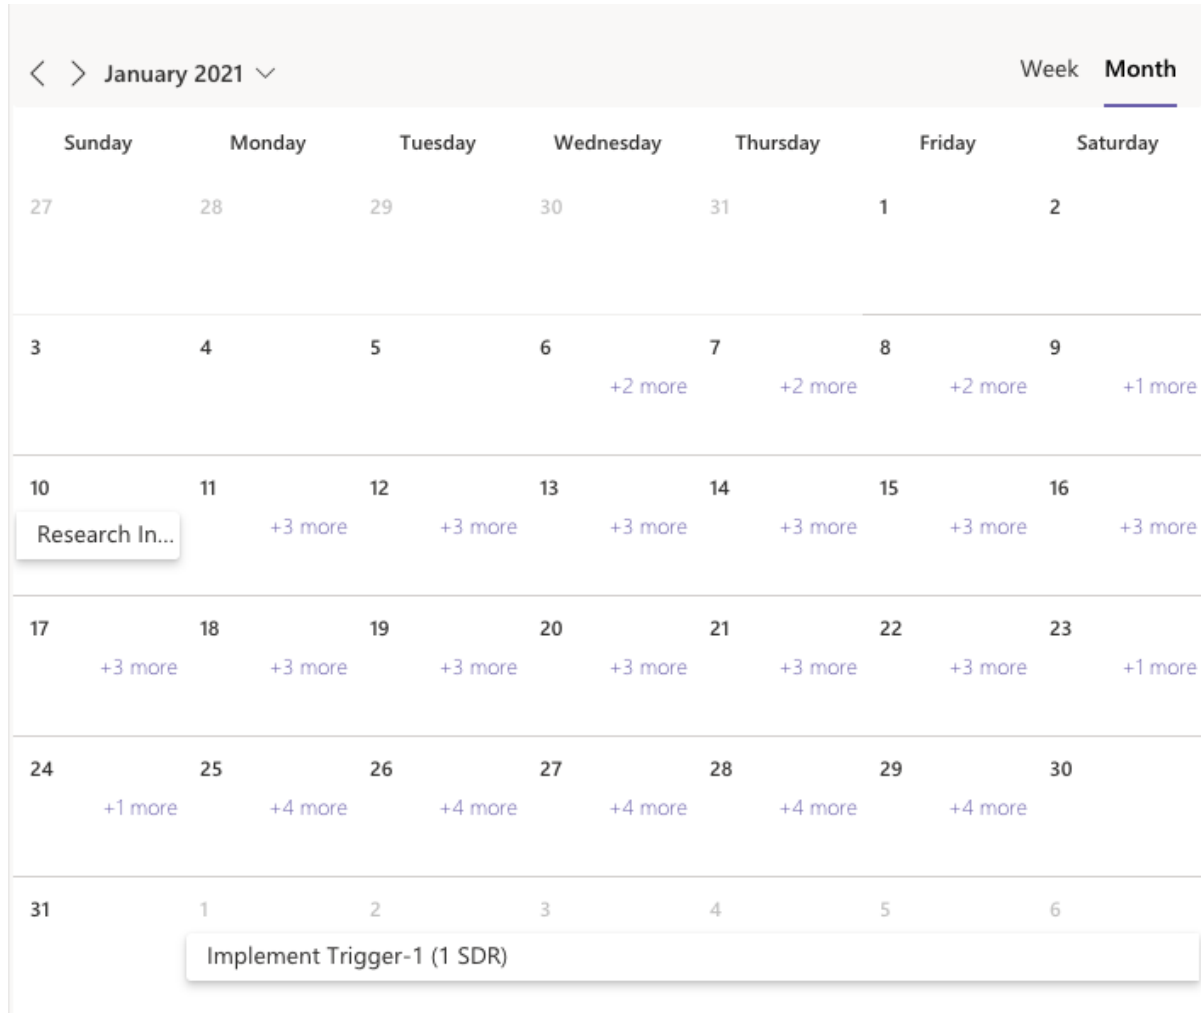 January 2021 Week Month
Sunday Monday Tuesday Wednesday Thursday Friday Saturday
27 28 29 30 31 1 2
3 4 5 6 7 8 9
+2 more +2 more +2 more +1 more
10 11 12 13 14 15 16
Research In... +3 more +3 more +3 more +3 more +3 more +3 more
17 18 19 20 21 22 23
+3 more +3 more +3 more +3 more +3 more +3 more +1 more
24 25 26 27 28 29 30
+1 more +4 more +4 more +4 more +4 more +4 more
31 1 2 3 4 5 6
Implement Trigger-1 (1 SDR)